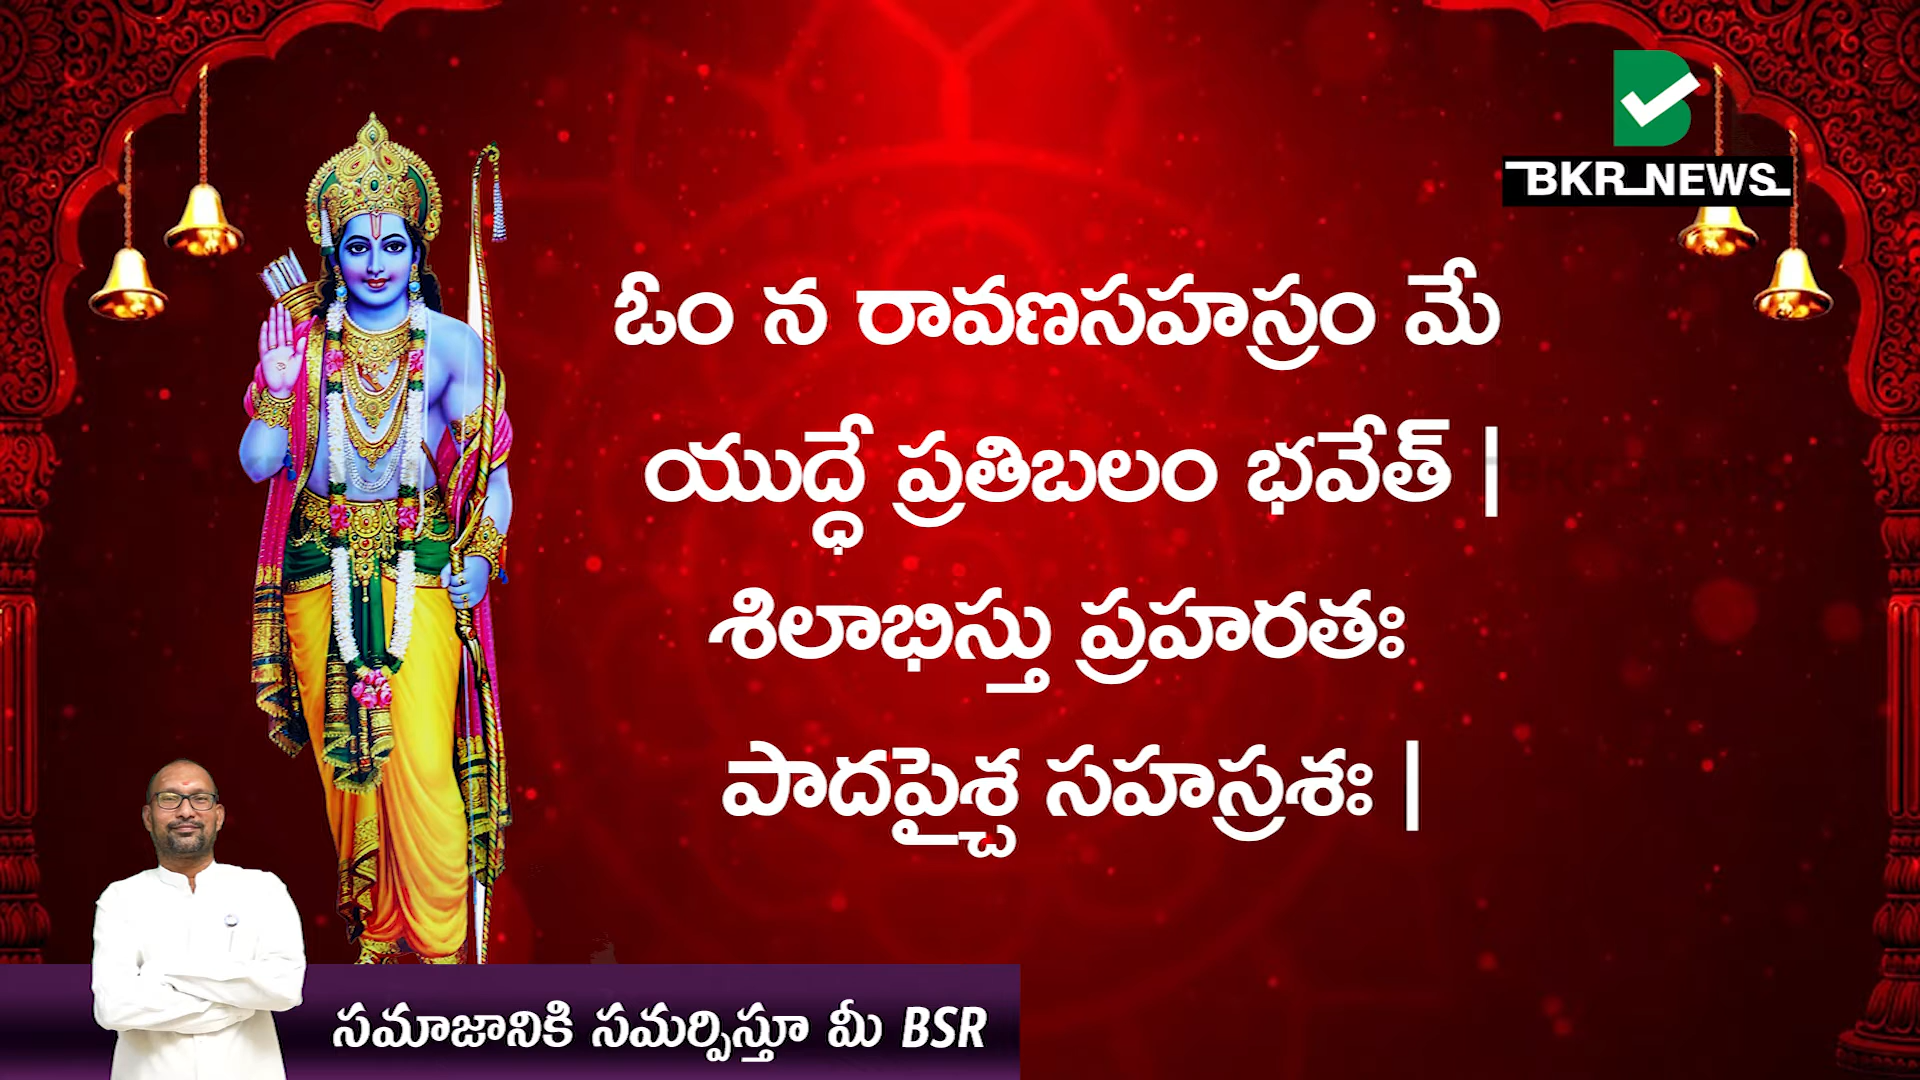 BKR NEWS
ఓం న రావణసహస్రం మే
యుద్ధే ప్రతిబలం భవేత్ |
శిలాభిస్తు ప్రహరతః
పాదపైశ్చ సహస్రశః |
సమాజానికి సమర్పిస్తూ మీ BSR